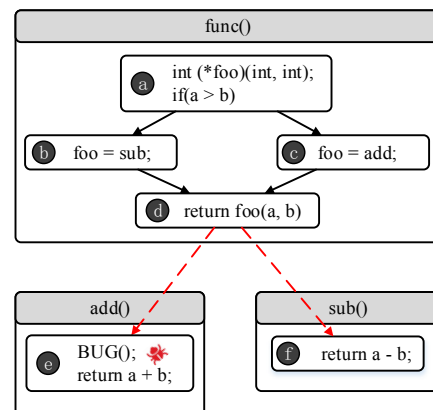 func()
a
int (*foo)(int, int);
if(a > b)
b foo = sub;
c foo = add;
d return foo(a, b)
add()
e
BUG();
return a + b;
sub()
f return a - b;